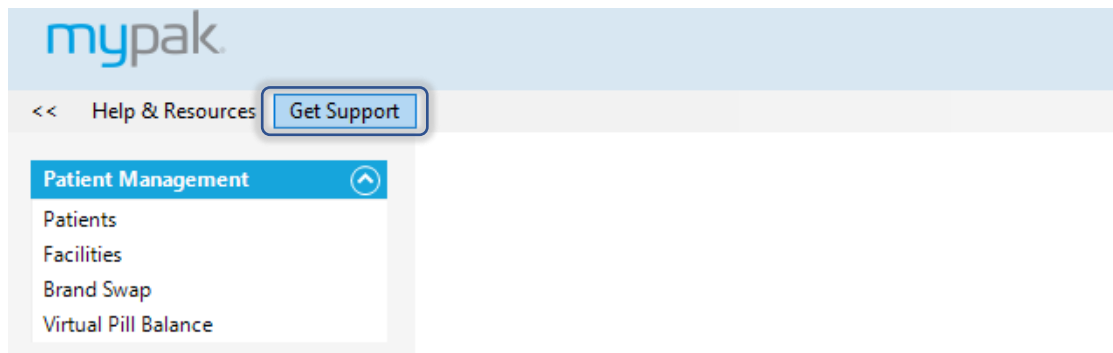 mypak.
<< Help & Resources Get Support
Patient Management
Patients
Facilities
Brand Swap
Virtual Pill Balance